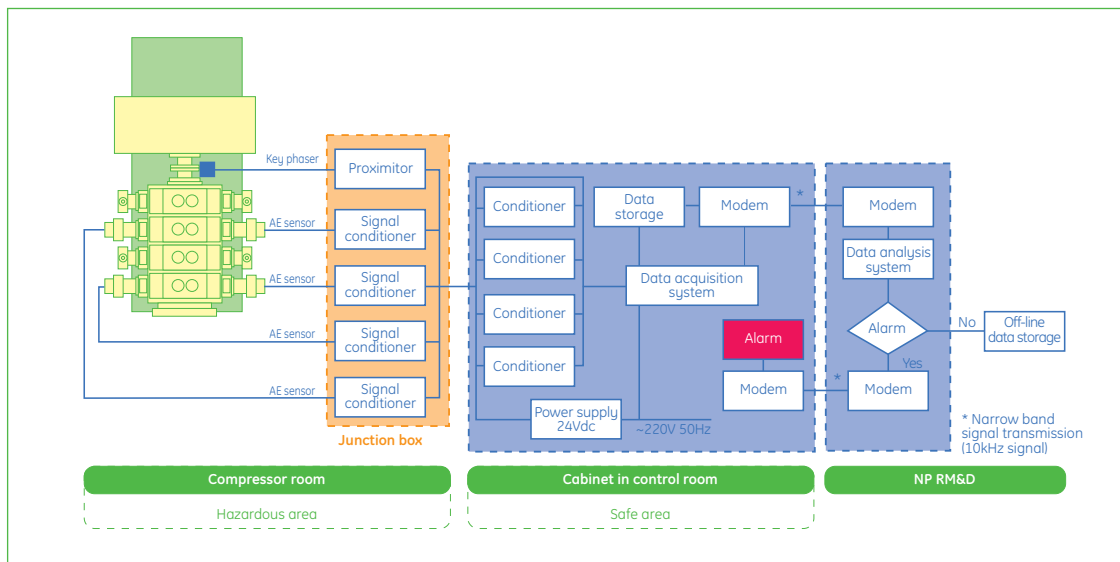 Key phaser
Proximitor
AE sensor
Signal
conditioner
AE sensor
Signal
conditioner
AE sensor
Signal
conditioner
AE sensor
Signal
conditioner
Junction box
Conditioner
Conditioner
Conditioner
Conditioner
Data
storage
Modem
*
Data acquisition
system
Alarm
Modem
Power supply
24Vdc
~220V 50Hz
Modem
Data analysis
system
Alarm
No
Off-line
data storage
Yes
*
Modem
* Narrow band
signal transmission
(10kHz signal)
Compressor room
Cabinet in control room
NP RM&D
Hazardous area
Safe area